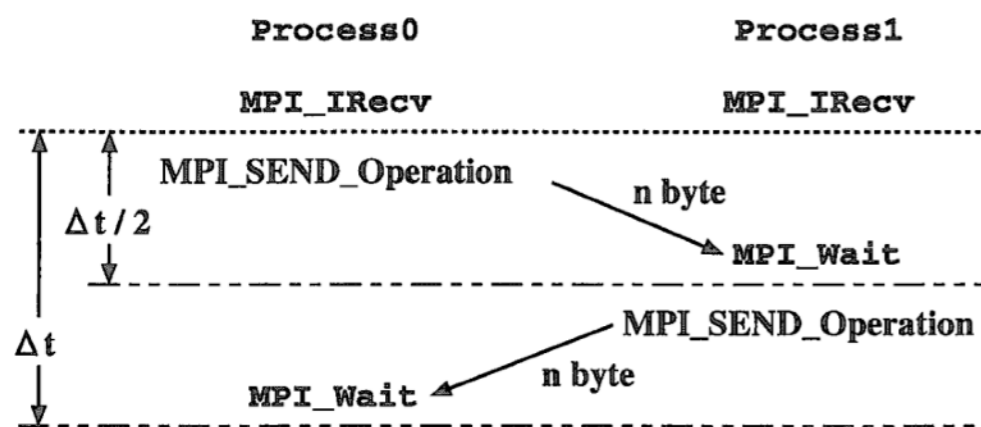 Process0 Process1
MPI_IRecv MPI_IRecv
MPI_SEND_Operation
n byte
Δt/2
MPI_Wait
MPI_SEND_Operation
Δt
n byte
MPI_Wait